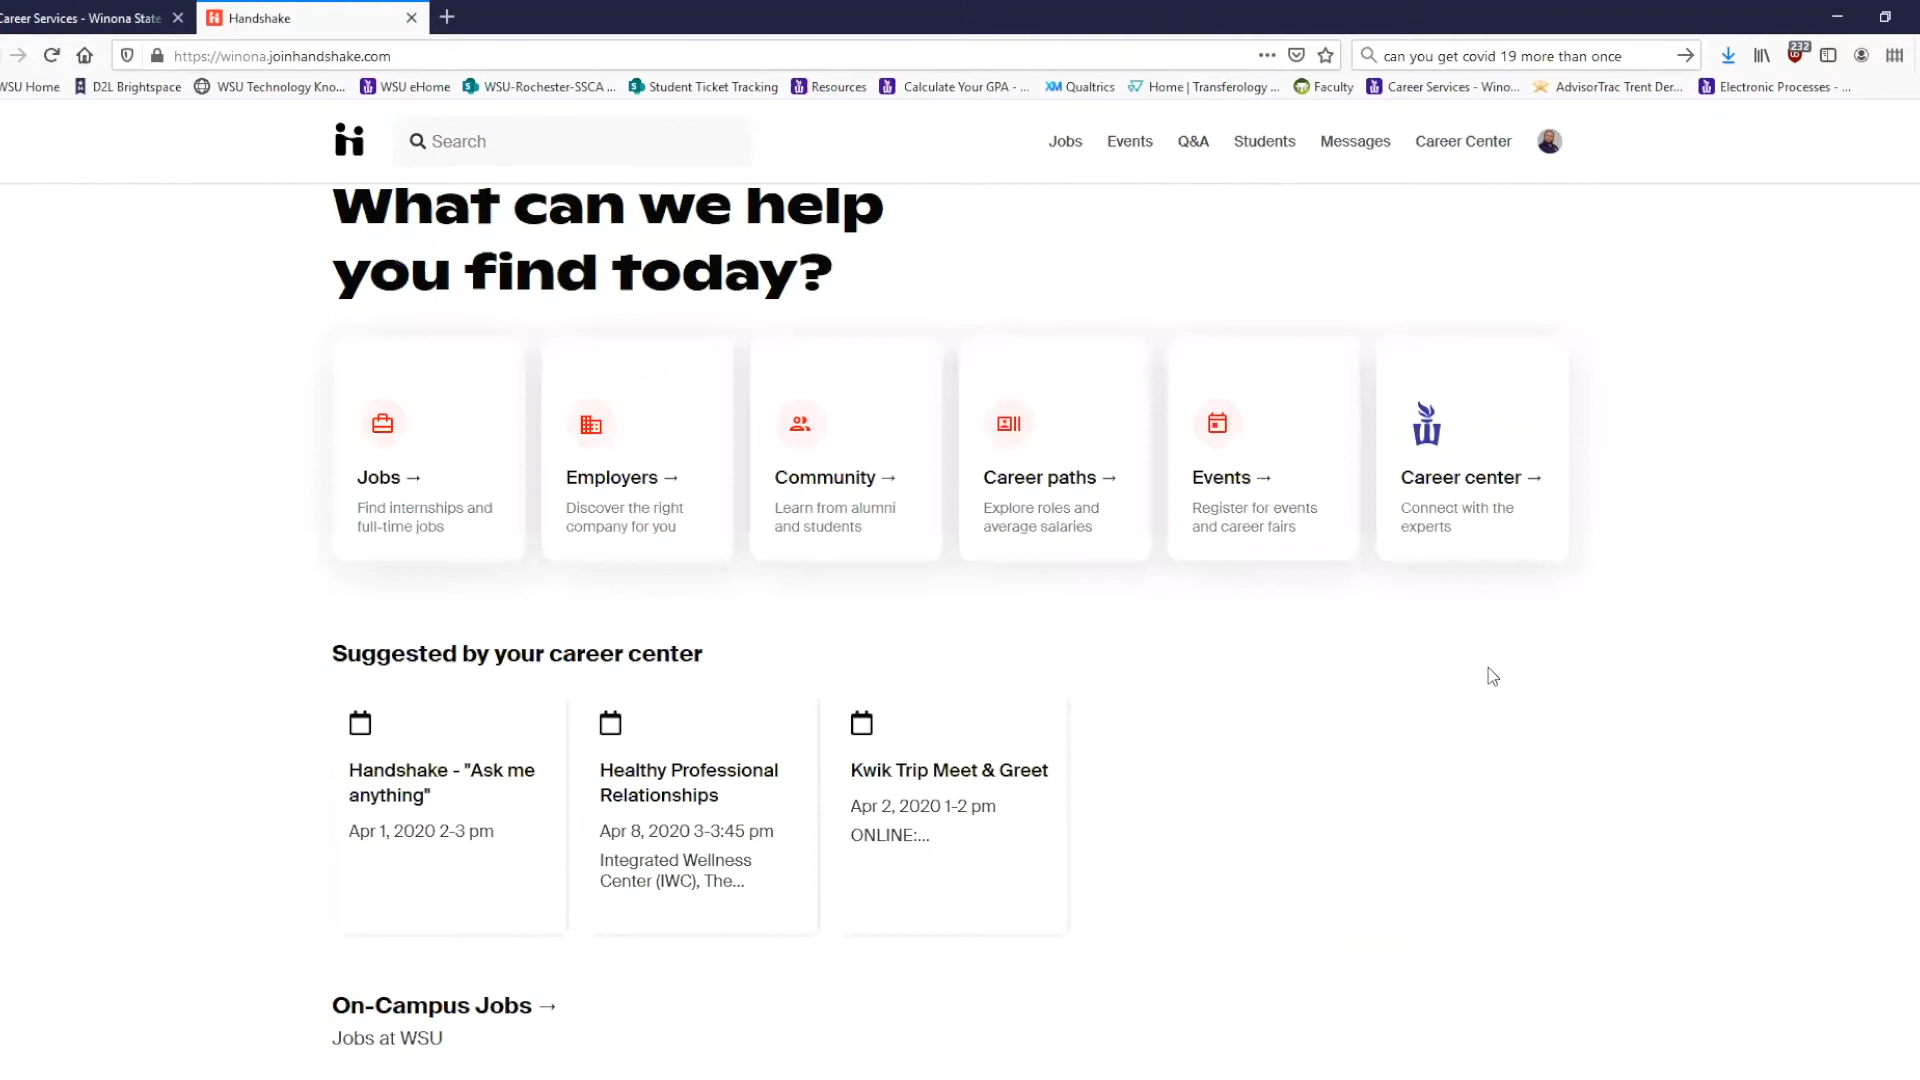 Career Services - Winona State
Handshake
https://winona.joinhandshake.com
can you get covid 19 more than once
232
WSU Home
D2L Brightspace
WSU Technology Kno...
WSU eHome
WSU-Rochester-SSCA ...
Student Ticket Tracking
Resources
Calculate Your GPA - ...
XM Qualtrics
Home | Transferology ...
Faculty
Career Services - Wino...
AdvisorTrac Trent Der...
Electronic Processes - ...
Search
Jobs
Events
Q&A
Students
Messages
Career Center
What can we help
you find today?
Jobs →
Find internships and
full-time jobs
Employers →
Discover the right
company for you
Community →
Learn from alumni
and students
Career paths →
Explore roles and
average salaries
Events →
Register for events
and career fairs
Career center →
Connect with the
experts
Suggested by your career center
Handshake - "Ask me
anything"
Apr 1, 2020 2-3 pm
Healthy Professional
Relationships
Apr 8, 2020 3-3:45 pm
Integrated Wellness
Center (IWC), The...
Kwik Trip Meet & Greet
Apr 2, 2020 1-2 pm
ONLINE:...
On-Campus Jobs →
Jobs at WSU